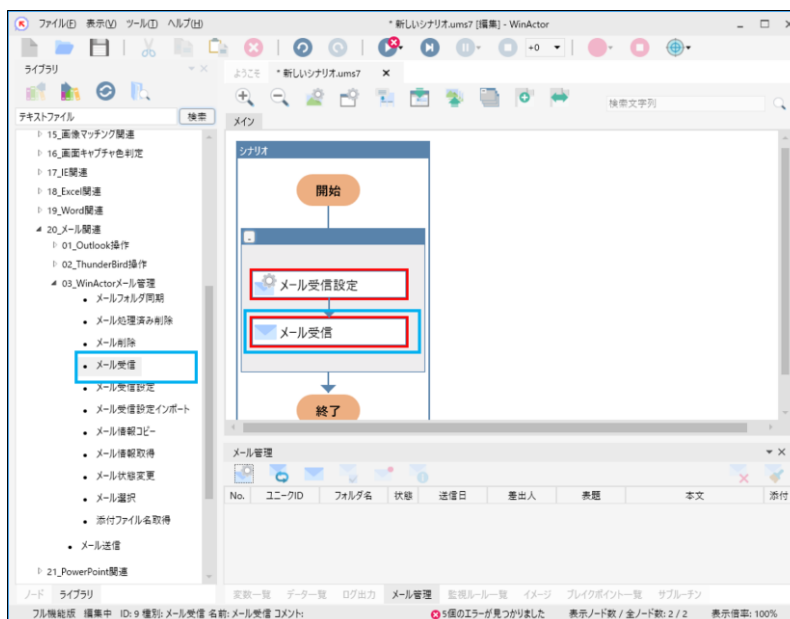 ファイル(F) 表示(V) ツール(T) ヘルプ(H)
* 新しいシナリオ.ums7 [編集] - WinActor
+0
ライブラリ
ようこそ
* 新しいシナリオ.ums7
テキストファイル
検索
検索文字列
メイン
15_画像マッチング関連
16_画面キャプチャ色判定
17_IE関連
18_Excel関連
19_Word関連
20_メール関連
01_Outlook操作
02_ThunderBird操作
03_WinActorメール管理
メールフォルダ同期
メール処理済み削除
メール削除
メール受信
メール受信設定
メール受信設定インポート
メール情報コピー
メール情報取得
メール状態変更
メール選択
添付ファイル名取得
メール送信
21_PowerPoint関連
ノード ライブラリ
シナリオ
開始
メール受信設定
メール受信
終了
メール管理
No. ユニークID フォルダ名 状態 送信日 差出人 表題 本文 添付
変数一覧 データ一覧 ログ出力 メール管理 監視ルール一覧 イメージ ブレイクポイント一覧 サブルーチン
フル機能版 編集中 ID: 9 種別: メール受信 名前: メール受信 コメント:
5個のエラーが見つかりました 表示ノード数 / 全ノード数: 2 / 2 表示倍率: 100%